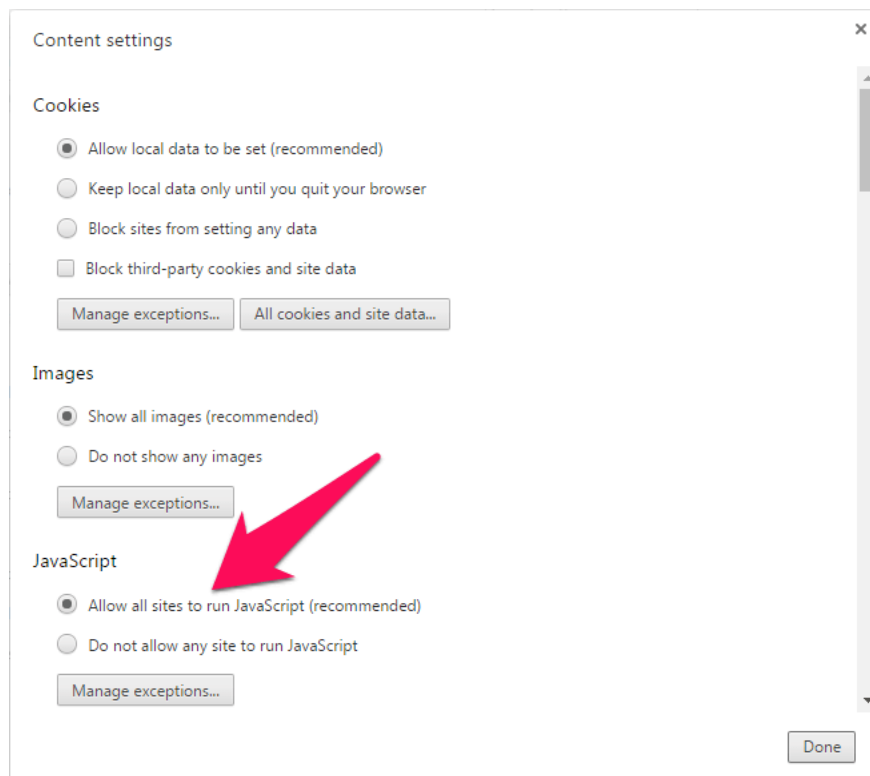 Content settings
Cookies
Allow local data to be set (recommended)
Keep local data only until you quit your browser
Block sites from setting any data
Block third-party cookies and site data
Manage exceptions... All cookies and site data...
Images
Show all images (recommended)
Do not show any images
Manage exceptions...
JavaScript
Allow all sites to run JavaScript (recommended)
Do not allow any site to run JavaScript
Manage exceptions...
Done